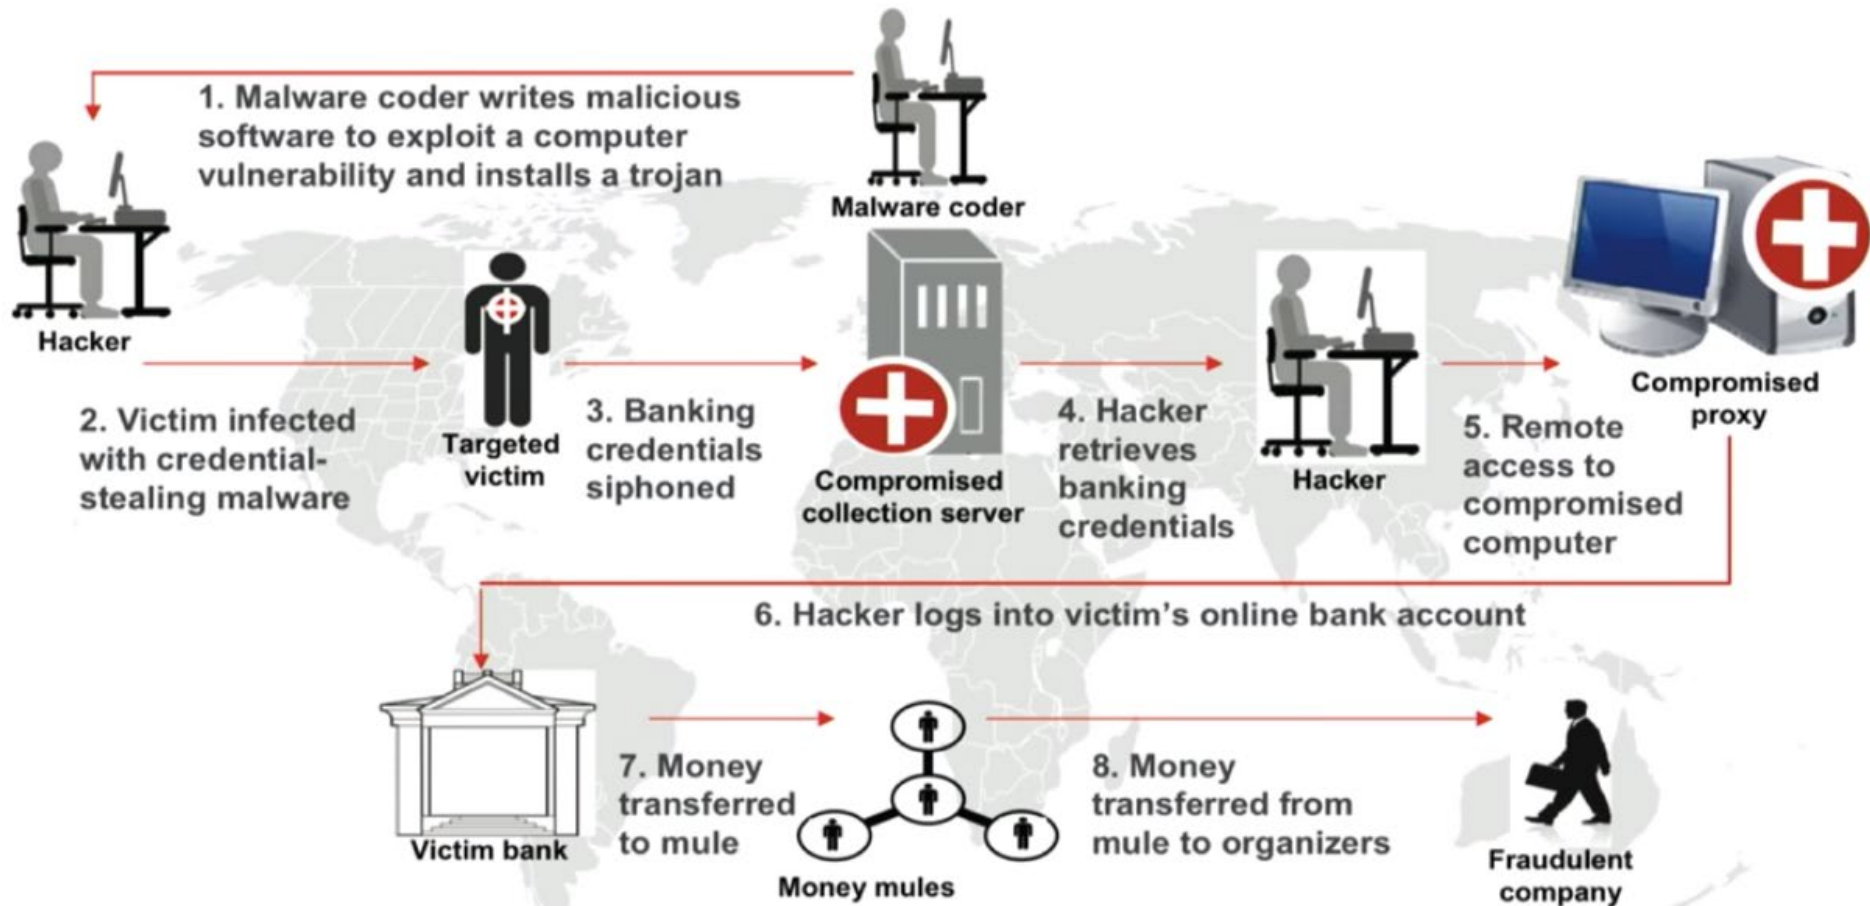 1. Malware coder writes malicious
software to exploit a computer
vulnerability and installs a trojan
Malware coder
Hacker
2. Victim infected
with credential-
stealing malware
Targeted
victim
3. Banking
credentials
siphoned
Compromised
collection server
4. Hacker
retrieves
banking
credentials
Hacker
5. Remote
access to
compromised
computer
Compromised
proxy
6. Hacker logs into victim’s online bank account
Victim bank
7. Money
transferred
to mule
Money mules
8. Money
transferred from
mule to organizers
Fraudulent
company